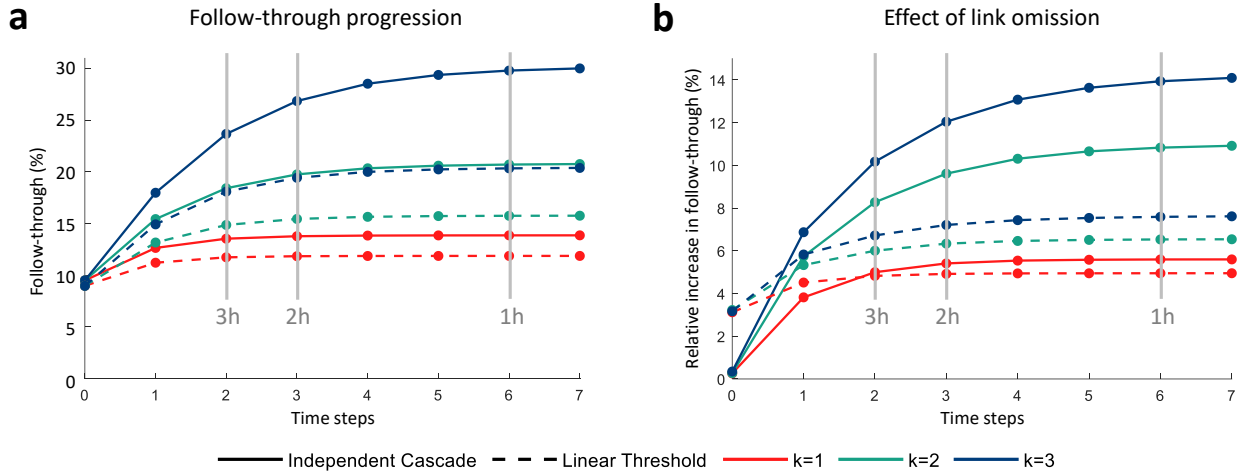 a
Follow-through progression
Follow-through (%)
30
25
20
15
10
5
0
3h
2h
1h
0 1 2 3 4 5 6 7
Time steps
b
Effect of link omission
Relative increase in follow-through (%)
14
12
10
8
6
4
2
0
3h
2h
1h
0 1 2 3 4 5 6 7
Time steps
Independent Cascade Linear Threshold k=1 k=2 k=3